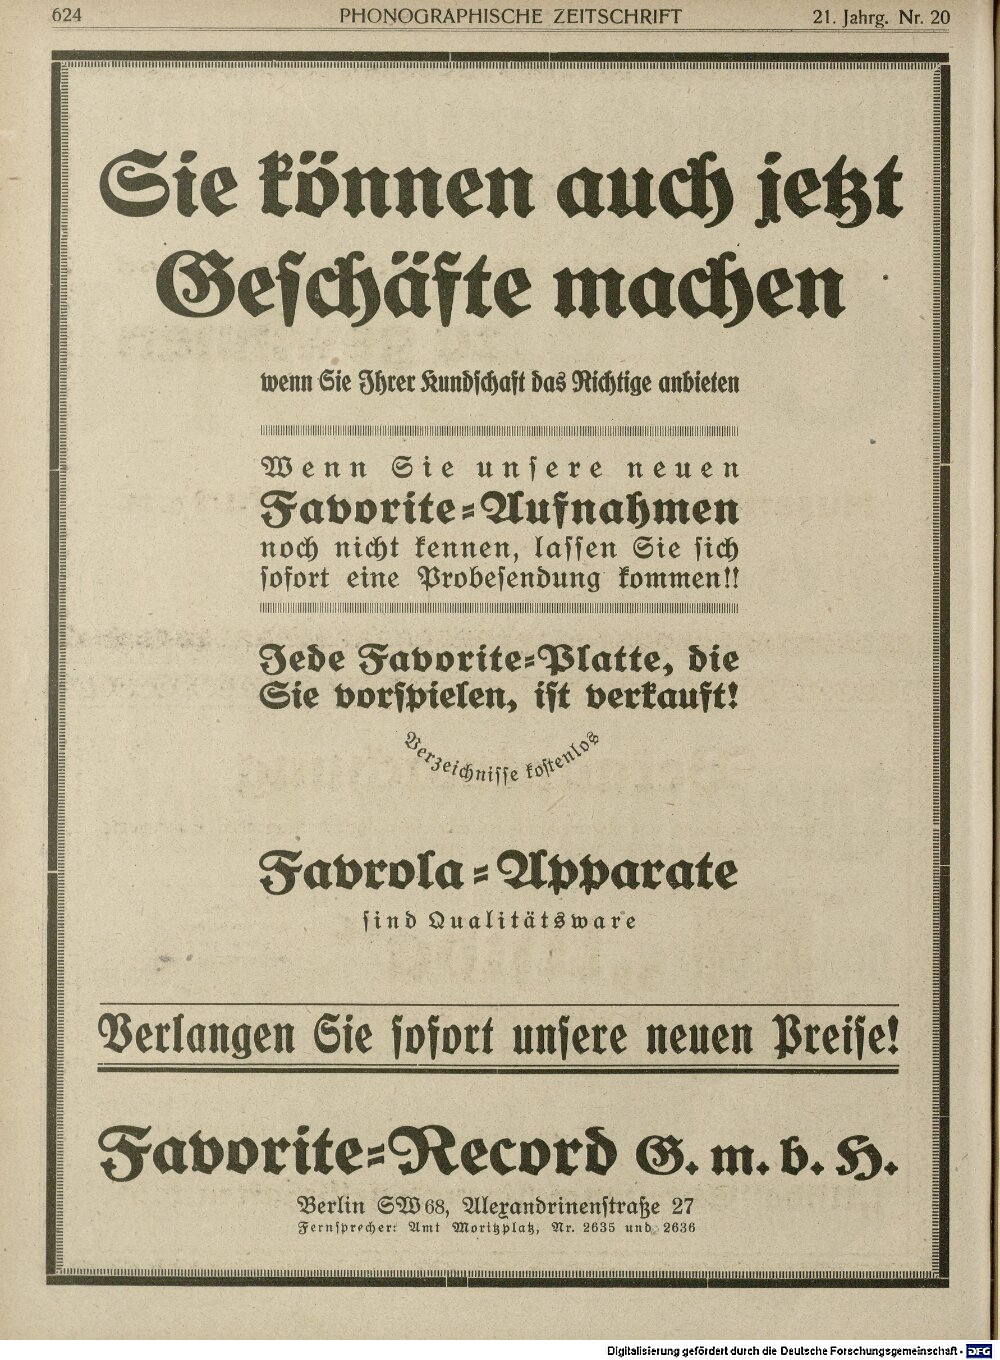 624 PHONOGRAPHISCHE ZEITSCHRIFT 21. Jahrg. Nr. 20
Sie können auch jetzt
Geschäfte machen
wenn Sie Ihrer Kundschaft das Richtige anbieten
Wenn Sie unsere neuen
Favorite-Aufnahmen
noch nicht kennen, lassen Sie sich
sofort eine Probesendung kommen!!
Jede Favorite-Platte, die
Sie vorspielen, ist verkauft!
Verzeichnisse kostenlos
Favrola-Apparate
sind Qualitätsware
Verlangen Sie sofort unsere neuen Preise!
Favorite-Record G. m. b. H.
Berlin SW 68, Alexandrinenstraße 27
Fernsprecher: Amt Moritzplatz, Nr. 2635 und 2636
Digitalisierung gefördert durch die Deutsche Forschungsgemeinschaft - DFG